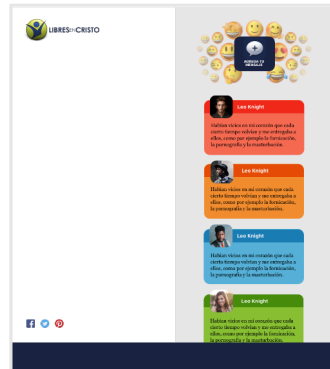 LIBRES EN CRISTO
AGREGA TU
MENSAJE
Leo Knight
Habían vicios en mi corazón que cada
cierto tiempo volvían y me entregaba a
ellos, como por ejemplo la fornicación,
la pornografía y la masturbación.
Leo Knight
Habían vicios en mi corazón que cada
cierto tiempo volvían y me entregaba a
ellos, como por ejemplo la fornicación,
la pornografía y la masturbación.
Leo Knight
Habían vicios en mi corazón que cada
cierto tiempo volvían y me entregaba a
ellos, como por ejemplo la fornicación,
la pornografía y la masturbación.
Leo Knight
Habían vicios en mi corazón que cada
cierto tiempo volvían y me entregaba a
ellos, como por ejemplo la fornicación,
la pornografía y la masturbación.